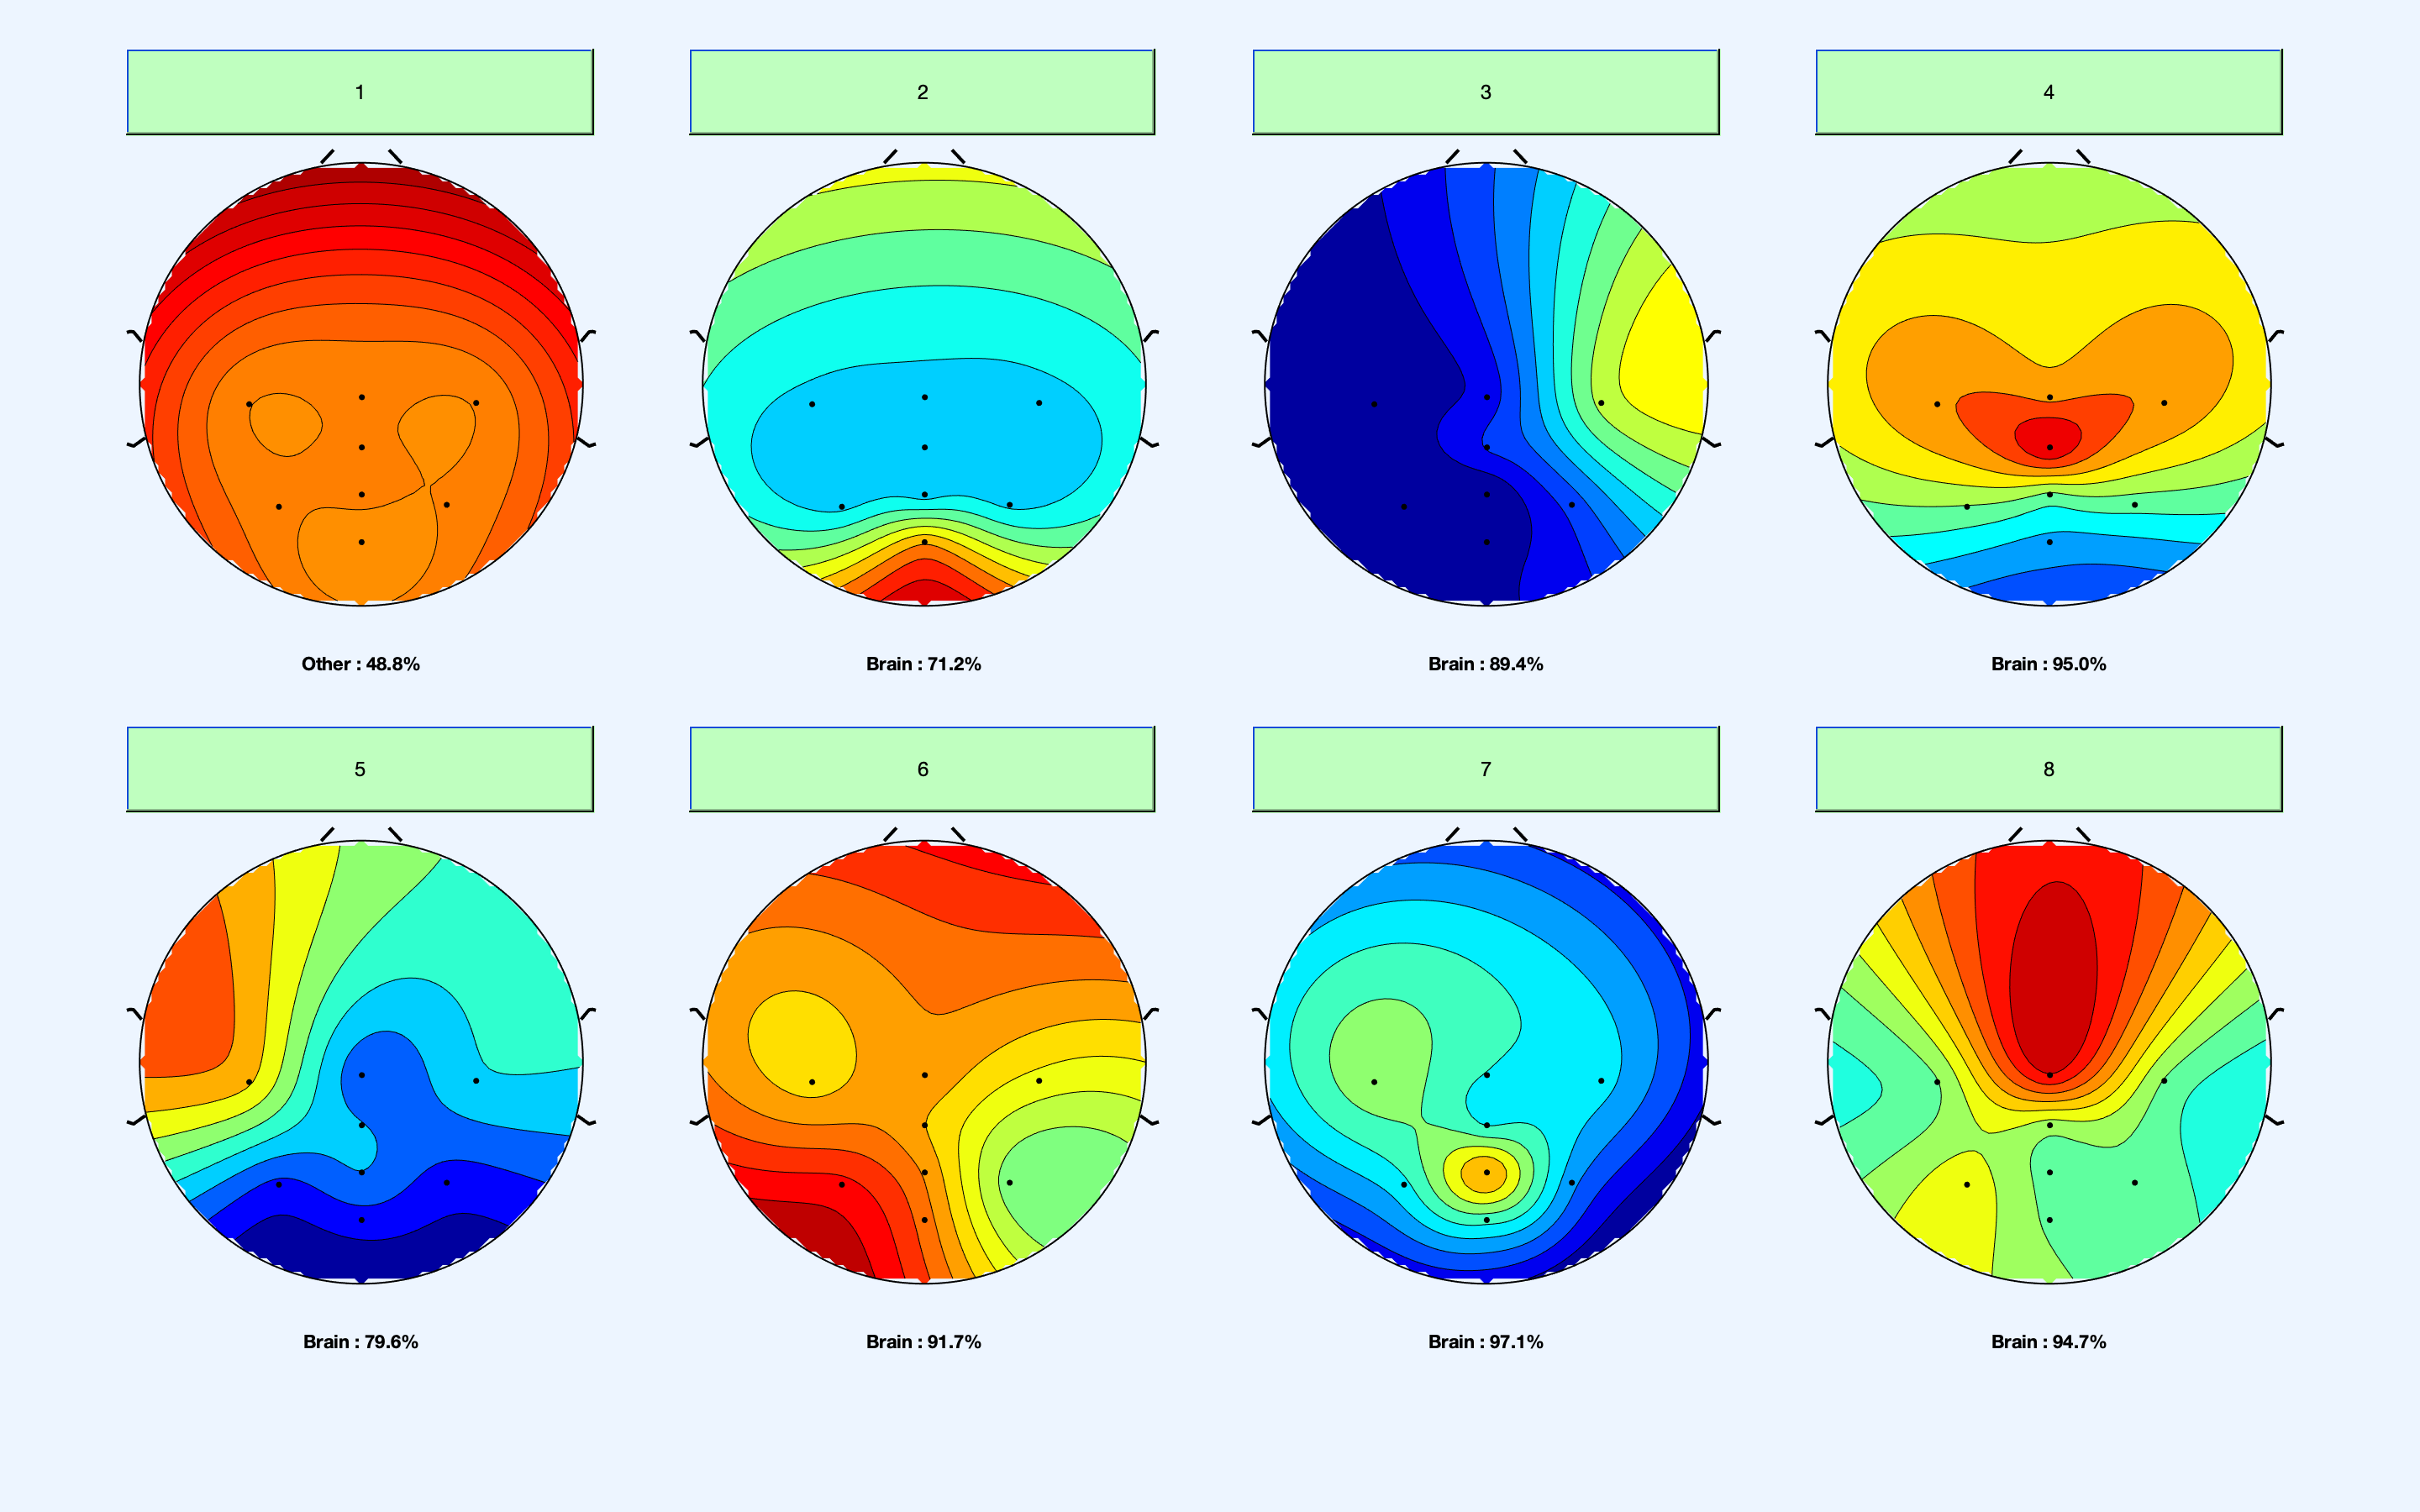 1
2
3
4
Other : 48.8%
Brain : 71.2%
Brain : 89.4%
Brain : 95.0%
5
6
7
8
Brain : 79.6%
Brain : 91.7%
Brain : 97.1%
Brain : 94.7%